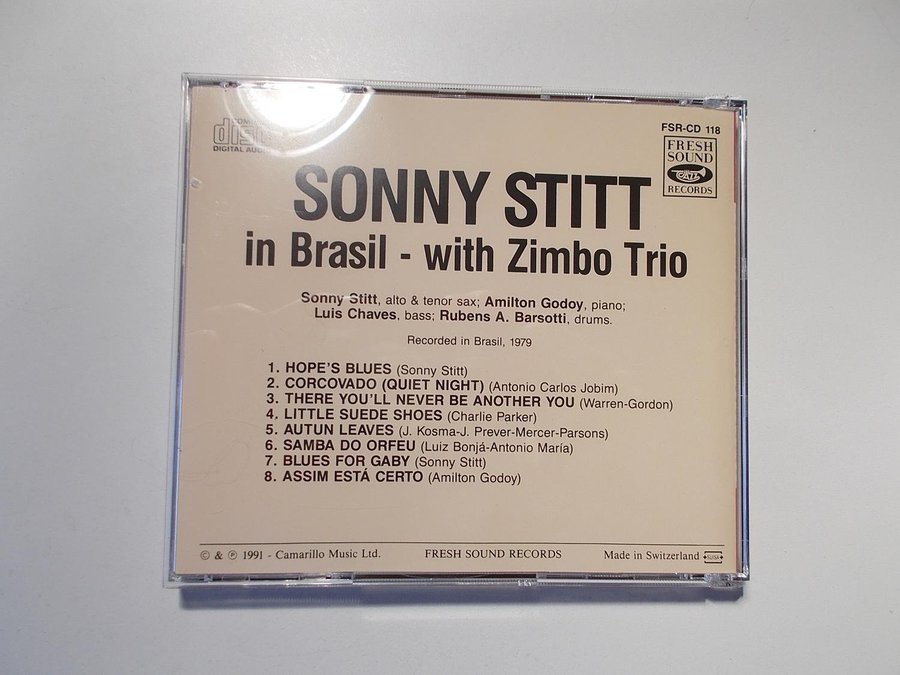 COMPACT
disc
DIGITAL AUDIO
FSR-CD 118
FRESH
SOUND
JAZZ
RECORDS
SONNY STITT
in Brasil - with Zimbo Trio
Sonny Stitt, alto & tenor sax; Amilton Godoy, piano;
Luis Chaves, bass; Rubens A. Barsotti, drums.
Recorded in Brasil, 1979
1. HOPE'S BLUES (Sonny Stitt)
2. CORCOVADO (QUIET NIGHT) (Antonio Carlos Jobim)
3. THERE YOU'LL NEVER BE ANOTHER YOU (Warren-Gordon)
4. LITTLE SUEDE SHOES (Charlie Parker)
5. AUTUN LEAVES (J. Kosma-J. Prever-Mercer-Parsons)
6. SAMBA DO ORFEU (Luiz Bonjá-Antonio María)
7. BLUES FOR GABY (Sonny Stitt)
8. ASSIM ESTÁ CERTO (Amilton Godoy)
© & ℗ 1991 - Camarillo Music Ltd. FRESH SOUND RECORDS Made in Switzerland SUISA